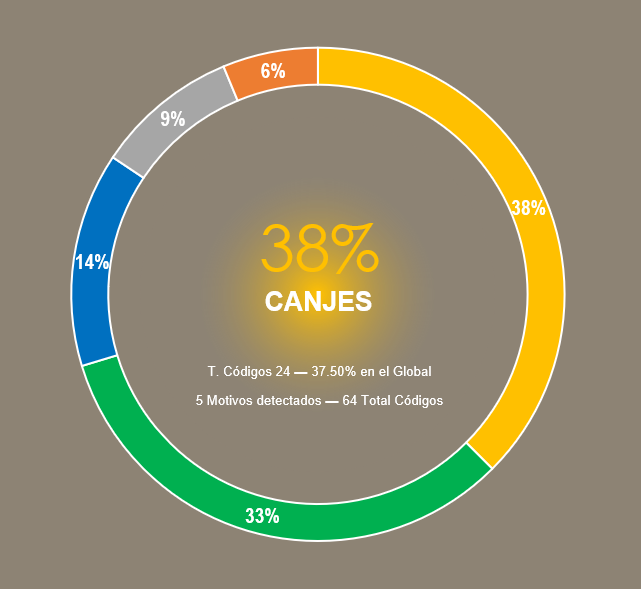 6%
9%
38%
14%
38%
CANJES
T. Códigos 24 — 37.50% en el Global
5 Motivos detectados — 64 Total Códigos
33%